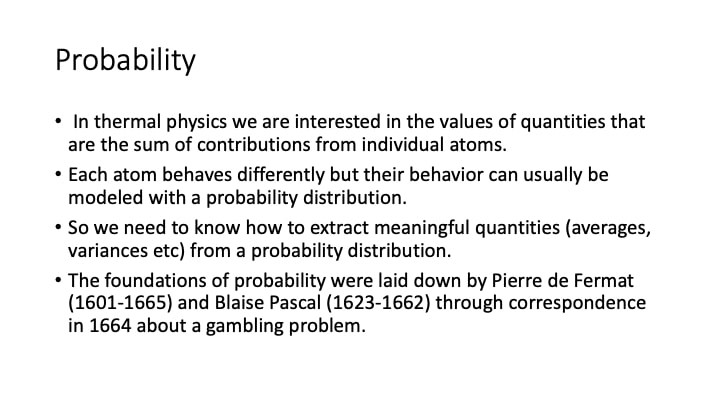 Probability
• In thermal physics we are interested in the values of quantities that
are the sum of contributions from individual atoms.
• Each atom behaves differently but their behavior can usually be
modeled with a probability distribution.
• So we need to know how to extract meaningful quantities (averages,
variances etc) from a probability distribution.
• The foundations of probability were laid down by Pierre de Fermat
(1601-1665) and Blaise Pascal (1623-1662) through correspondence
in 1664 about a gambling problem.